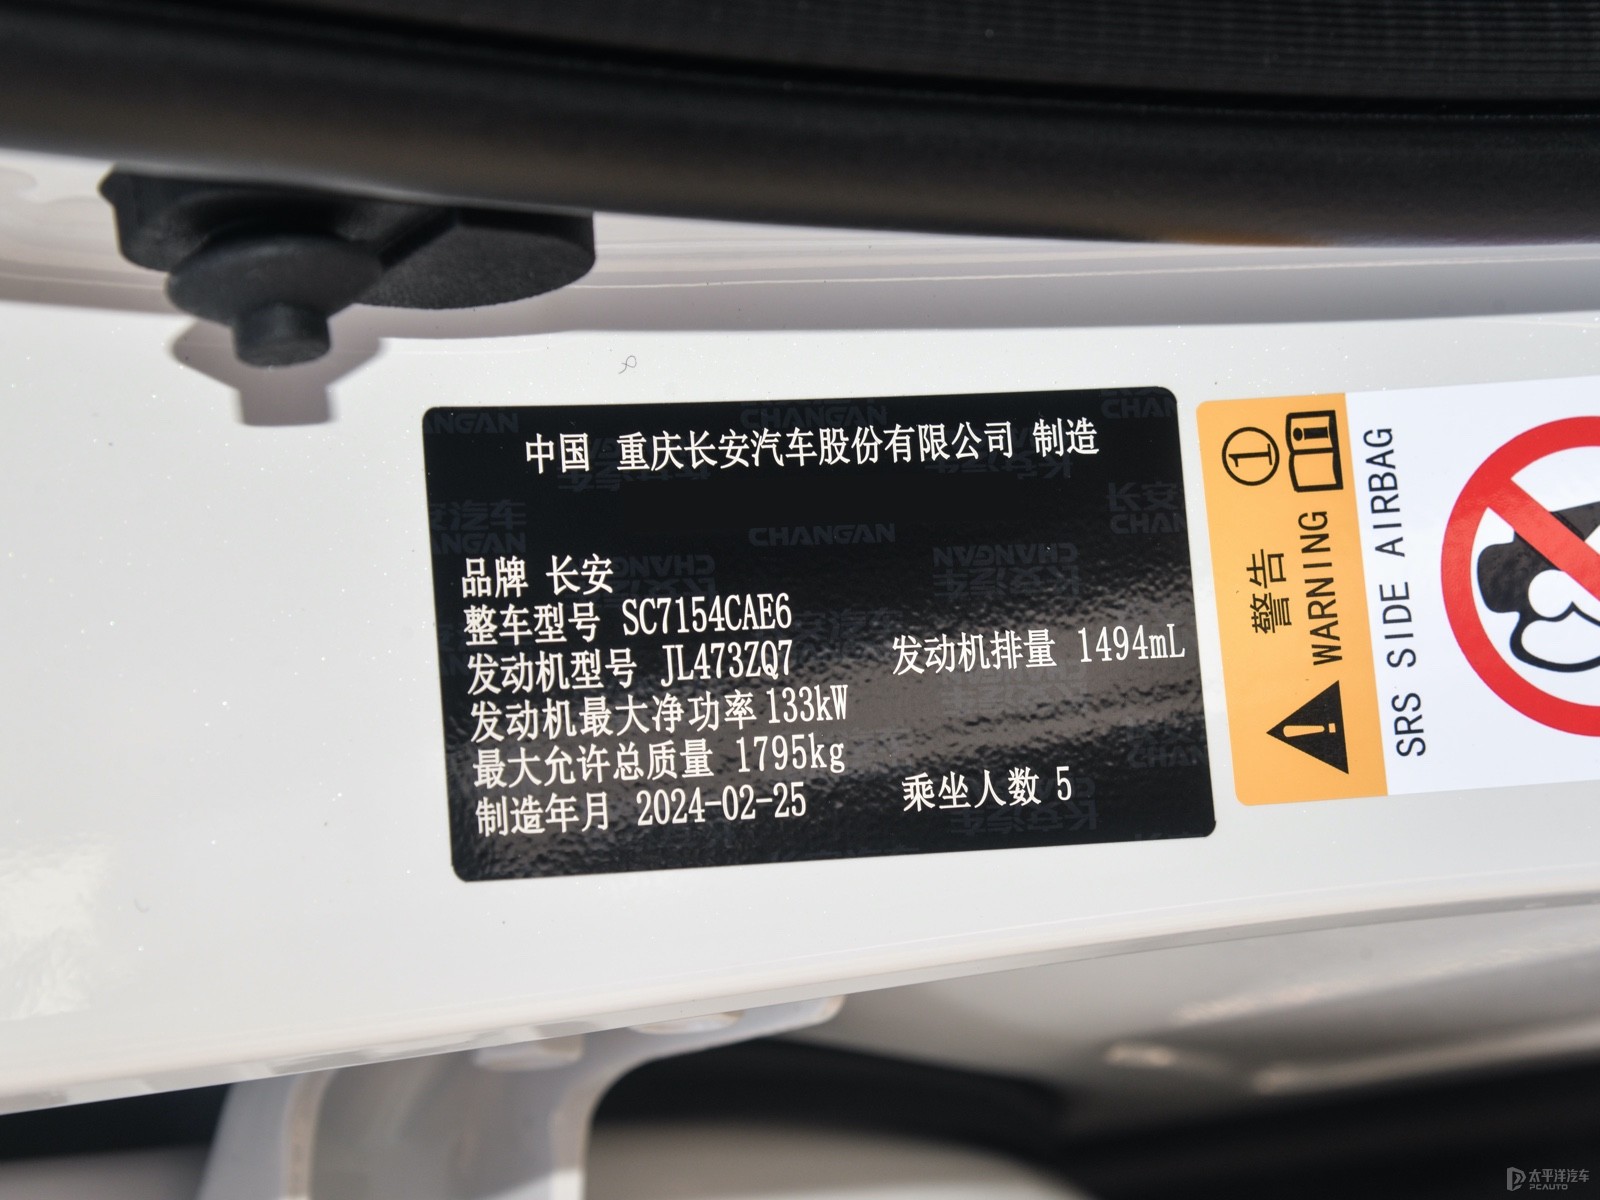 中国 重庆长安汽车股份有限公司 制造
CHANGAN
品牌 长安
整车型号 SC7154CAE6
发动机型号 JL473ZQ7 发动机排量 1494mL
发动机最大净功率 133kW
最大允许总质量 1795kg
制造年月 2024-02-25 乘坐人数 5
①
警告
WARNING
SRS SIDE AIRBAG
太平洋汽车
PCAUTO